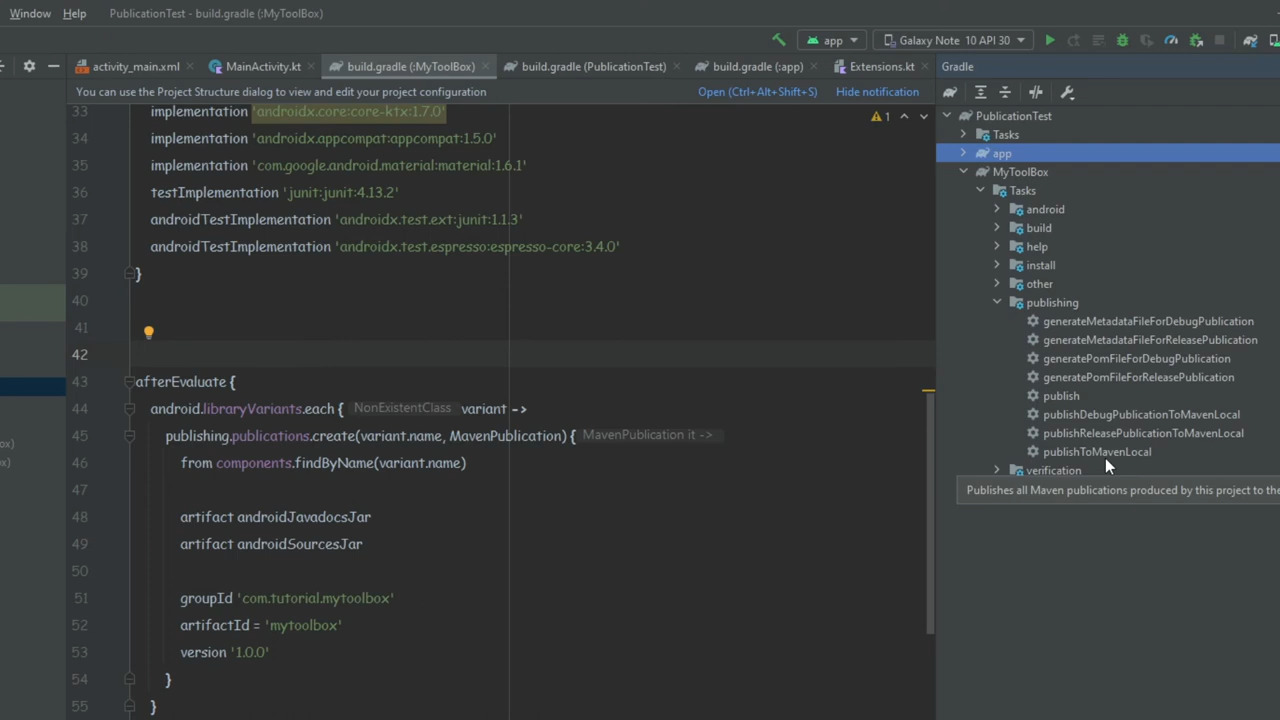 Window Help PublicationTest - build.gradle (:MyToolBox)
app Galaxy Note 10 API 30
activity_main.xml MainActivity.kt build.gradle (:MyToolBox) build.gradle (PublicationTest) build.gradle (:app) Extensions.kt
You can use the Project Structure dialog to view and edit your project configuration Open (Ctrl+Alt+Shift+S) Hide notification
1
33 implementation 'androidx.core:core-ktx:1.7.0'
34 implementation 'androidx.appcompat:appcompat:1.5.0'
35 implementation 'com.google.android.material:material:1.6.1'
36 testImplementation 'junit:junit:4.13.2'
37 androidTestImplementation 'androidx.test.ext:junit:1.1.3'
38 androidTestImplementation 'androidx.test.espresso:espresso-core:3.4.0'
39 }
40
41
42
43 afterEvaluate {
44 android.libraryVariants.each { NonExistentClass variant ->
45 publishing.publications.create(variant.name, MavenPublication) { MavenPublication it ->
46 from components.findByName(variant.name)
47
48 artifact androidJavadocsJar
49 artifact androidSourcesJar
50
51 groupId 'com.tutorial.mytoolbox'
52 artifactId = 'mytoolbox'
53 version '1.0.0'
54 }
55 }
Gradle
PublicationTest
Tasks
app
MyToolBox
Tasks
android
build
help
install
other
publishing
generateMetadataFileForDebugPublication
generateMetadataFileForReleasePublication
generatePomFileForDebugPublication
generatePomFileForReleasePublication
publish
publishDebugPublicationToMavenLocal
publishReleasePublicationToMavenLocal
publishToMavenLocal
verification
Publishes all Maven publications produced by this project to the